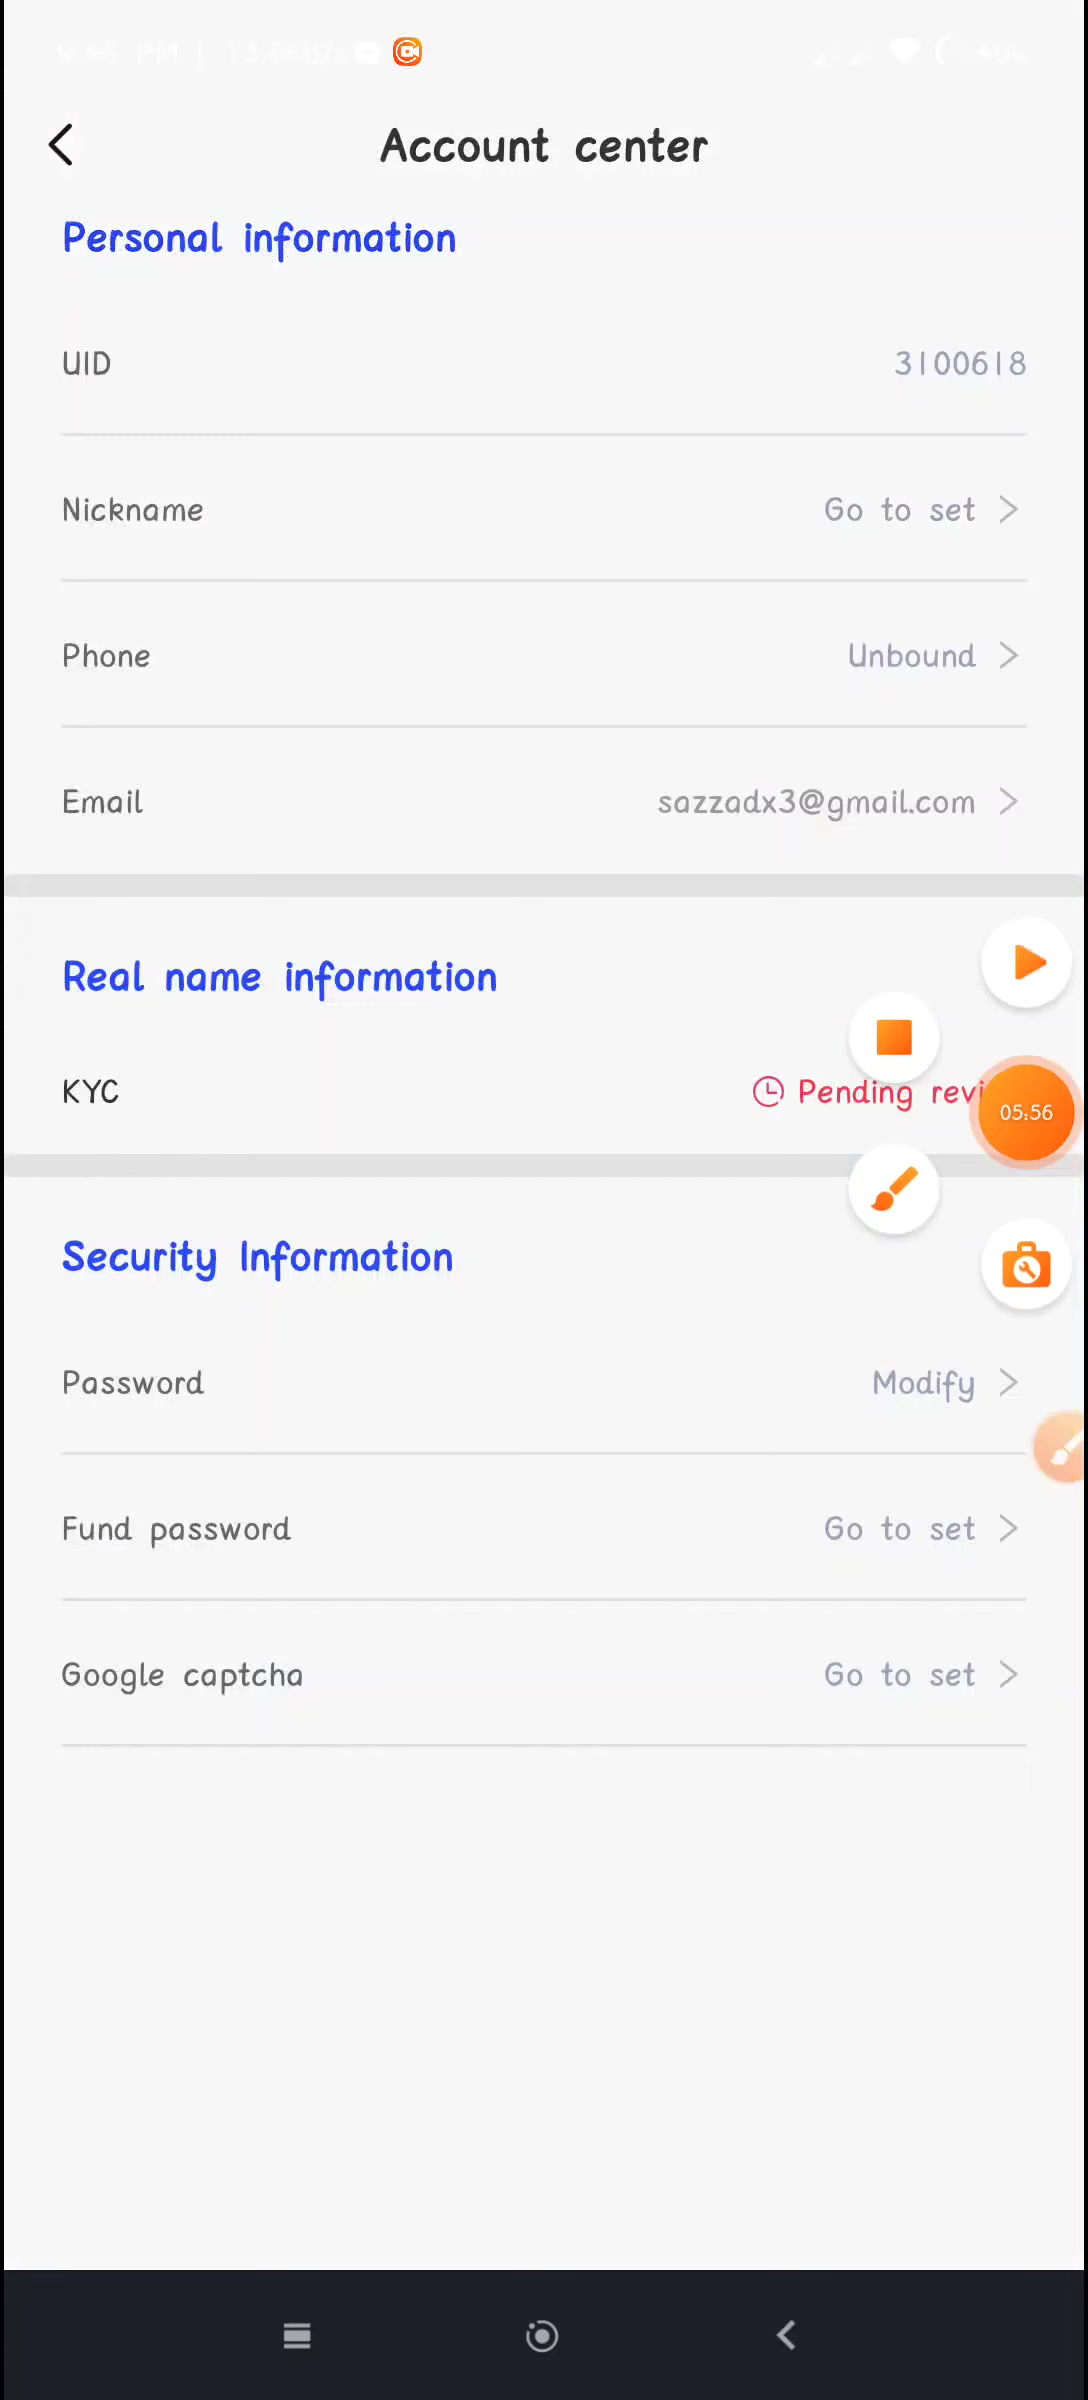 PM
Account center
Personal information
UID 3100618
Nickname Go to set
Phone Unbound
Email sazzadx3@gmail.com
Real name information
KYC Pending revi
05:56
Security Information
Password Modify
Fund password Go to set
Google captcha Go to set